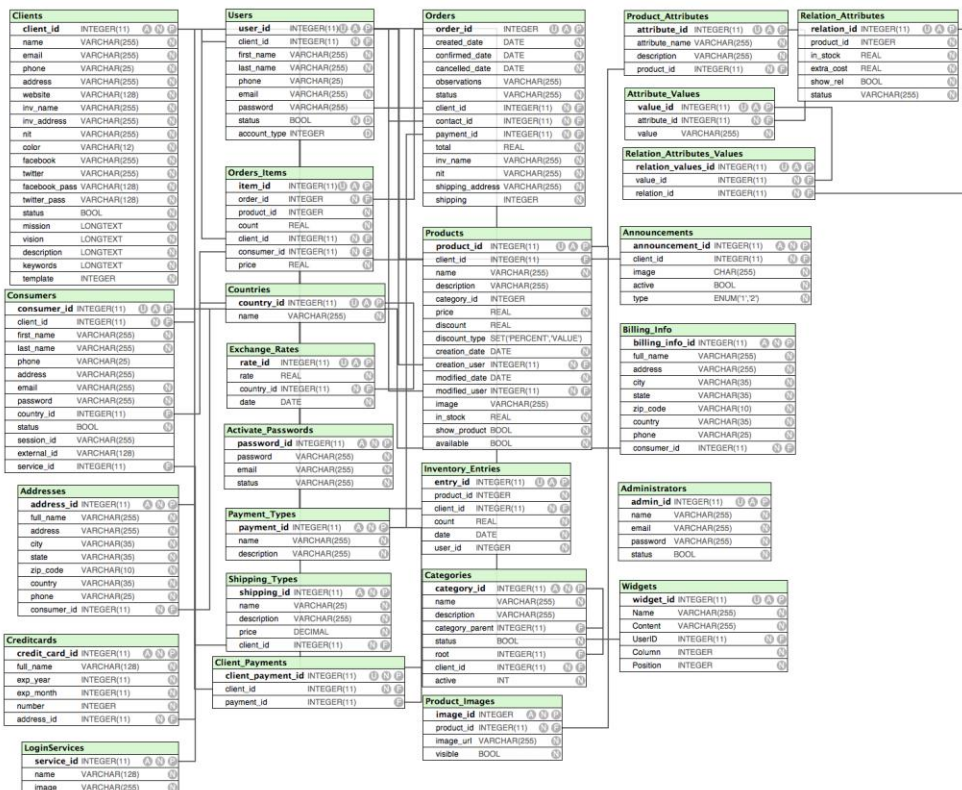 Clients
client_id INTEGER(11) A N P
name VARCHAR(255) N
email VARCHAR(255) N
phone VARCHAR(25) N
address VARCHAR(255) N
website VARCHAR(128) N
inv_name VARCHAR(255) N
inv_address VARCHAR(255) N
nit VARCHAR(255) N
color VARCHAR(12) N
facebook VARCHAR(255) N
twitter VARCHAR(255) N
facebook_pass VARCHAR(128) N
twitter_pass VARCHAR(128) N
status BOOL N
mission LONGTEXT N
vision LONGTEXT N
description LONGTEXT N
keywords LONGTEXT N
template INTEGER N
Consumers
consumer_id INTEGER(11) U A P
client_id INTEGER(11) N F
first_name VARCHAR(255) N
last_name VARCHAR(255) N
phone VARCHAR(25)
address VARCHAR(255)
email VARCHAR(255) N
password VARCHAR(255) N
country_id INTEGER(11) F
status BOOL N
session_id VARCHAR(255)
external_id VARCHAR(128)
service_id INTEGER(11) F
Addresses
address_id INTEGER(11) A N P
full_name VARCHAR(255) N
address VARCHAR(255) N
city VARCHAR(35) N
state VARCHAR(35) N
zip_code VARCHAR(10) N
country VARCHAR(35) N
phone VARCHAR(25) N
consumer_id INTEGER(11) N F
Creditcards
credit_card_id INTEGER(11) A N P
full_name VARCHAR(128) N
exp_year INTEGER(11) N
exp_month INTEGER(11) N
number INTEGER N
address_id INTEGER(11) N F
LoginServices
service_id INTEGER(11) A N P
name VARCHAR(128) N
image VARCHAR(255) N
Users
user_id INTEGER(11) U A P
client_id INTEGER(11) N F
first_name VARCHAR(255) N
last_name VARCHAR(255) N
phone VARCHAR(25)
email VARCHAR(255) N
password VARCHAR(255)
status BOOL N D
account_type INTEGER D
Orders_Items
item_id INTEGER(11) U A P
order_id INTEGER N F
product_id INTEGER N
count REAL N
client_id INTEGER(11) N F
consumer_id INTEGER(11) N F
price REAL N
Countries
country_id INTEGER(11) U A P
name VARCHAR(255) N
Exchange_Rates
rate_id INTEGER(11) U A P
rate REAL N
country_id INTEGER(11) N F
date DATE N
Activate_Passwords
password_id INTEGER(11) A N P
password VARCHAR(255) N
email VARCHAR(255) N
status VARCHAR(255) N
Payment_Types
payment_id INTEGER(11) A N P
name VARCHAR(255) N
description VARCHAR(255) N
Shipping_Types
shipping_id INTEGER(11) A N P
name VARCHAR(25) N
description VARCHAR(255) N
price DECIMAL N
client_id INTEGER(11) N F
Client_Payments
client_payment_id INTEGER(11) U N P
client_id INTEGER(11) N F
payment_id INTEGER(11) F
Orders
order_id INTEGER U A P
created_date DATE N
confirmed_date DATE N
cancelled_date DATE N
observations VARCHAR(255)
status VARCHAR(255) N
client_id INTEGER(11) N F
contact_id INTEGER(11) N F
payment_id INTEGER(11) N F
total REAL N
inv_name VARCHAR(255) N
nit VARCHAR(255) N
shipping_address VARCHAR(255) N
shipping INTEGER N
Products
product_id INTEGER(11) U A P
client_id INTEGER(11) F
name VARCHAR(255) N
description VARCHAR(255)
category_id INTEGER
price REAL N
discount REAL
discount_type SET('PERCENT','VALUE')
creation_date DATE N
creation_user INTEGER(11) N F
modified_date DATE N
modified_user INTEGER(11) N F
image VARCHAR(255)
in_stock REAL N
show_product BOOL N
available BOOL N
Inventory_Entries
entry_id INTEGER(11) U A P
product_id INTEGER N
client_id INTEGER(11) N F
count REAL N
date DATE N
user_id INTEGER N
Categories
category_id INTEGER(11) A N P
name VARCHAR(255) N
description VARCHAR(255)
category_parent INTEGER(11) F
status BOOL N
root INTEGER(11) F
client_id INTEGER(11) N F
active INT N
Product_Images
image_id INTEGER A N P
product_id INTEGER(11) N F
image_url VARCHAR(255) N
visible BOOL N
Product_Attributes
attribute_id INTEGER(11) U A P
attribute_name VARCHAR(255) N
description VARCHAR(255) N
product_id INTEGER(11) N F
Attribute_Values
value_id INTEGER(11) U A P
attribute_id INTEGER(11) N F
value VARCHAR(255) N
Relation_Attributes_Values
relation_values_id INTEGER(11) U A P
value_id INTEGER(11) N F
relation_id INTEGER(11) N F
Announcements
announcement_id INTEGER(11) A N P
client_id INTEGER(11) N F
image CHAR(255) N
active BOOL N
type ENUM('1','2') N
Billing_Info
billing_info_id INTEGER(11) A N P
full_name VARCHAR(255) N
address VARCHAR(255) N
city VARCHAR(35) N
state VARCHAR(35) N
zip_code VARCHAR(10) N
country VARCHAR(35) N
phone VARCHAR(25) N
consumer_id INTEGER(11) N F
Administrators
admin_id INTEGER(11) U A P
name VARCHAR(255) N
email VARCHAR(255) N
password VARCHAR(255) N
status BOOL N
Widgets
widget_id INTEGER(11) U A P
Name VARCHAR(255) N
Content VARCHAR(255) N
UserID INTEGER(11) N F
Column INTEGER N
Position INTEGER N
Relation_Attributes
relation_id INTEGER(11) U A P
product_id INTEGER N
in_stock REAL N
extra_cost REAL N
show_rel BOOL N
status VARCHAR(255) N